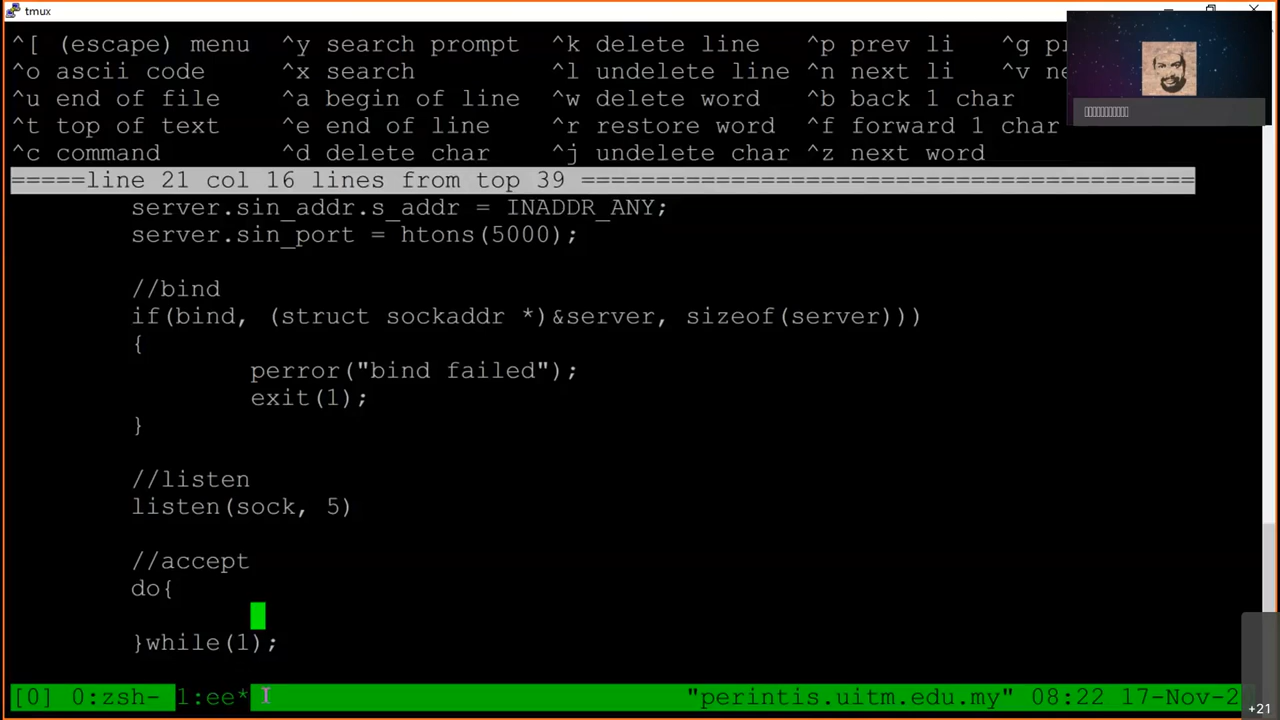 tmux
^[ (escape) menu ^y search prompt ^k delete line ^p prev li ^g
^o ascii code ^x search ^l undelete line ^n next li ^v
^u end of file ^a begin of line ^w delete word ^b back 1 char
^t top of text ^e end of line ^r restore word ^f forward 1 char
^c command ^d delete char ^j undelete char ^z next word
=====line 21 col 16 lines from top 39 =========================================
server.sin_addr.s_addr = INADDR_ANY;
server.sin_port = htons(5000);
//bind
if(bind, (struct sockaddr *)&server, sizeof(server)))
{
perror("bind failed");
exit(1);
}
//listen
listen(sock, 5)
//accept
do{
}while(1);
[0] 0:zsh- 1:ee* "perintis.uitm.edu.my" 08:22 17-Nov-2
+21